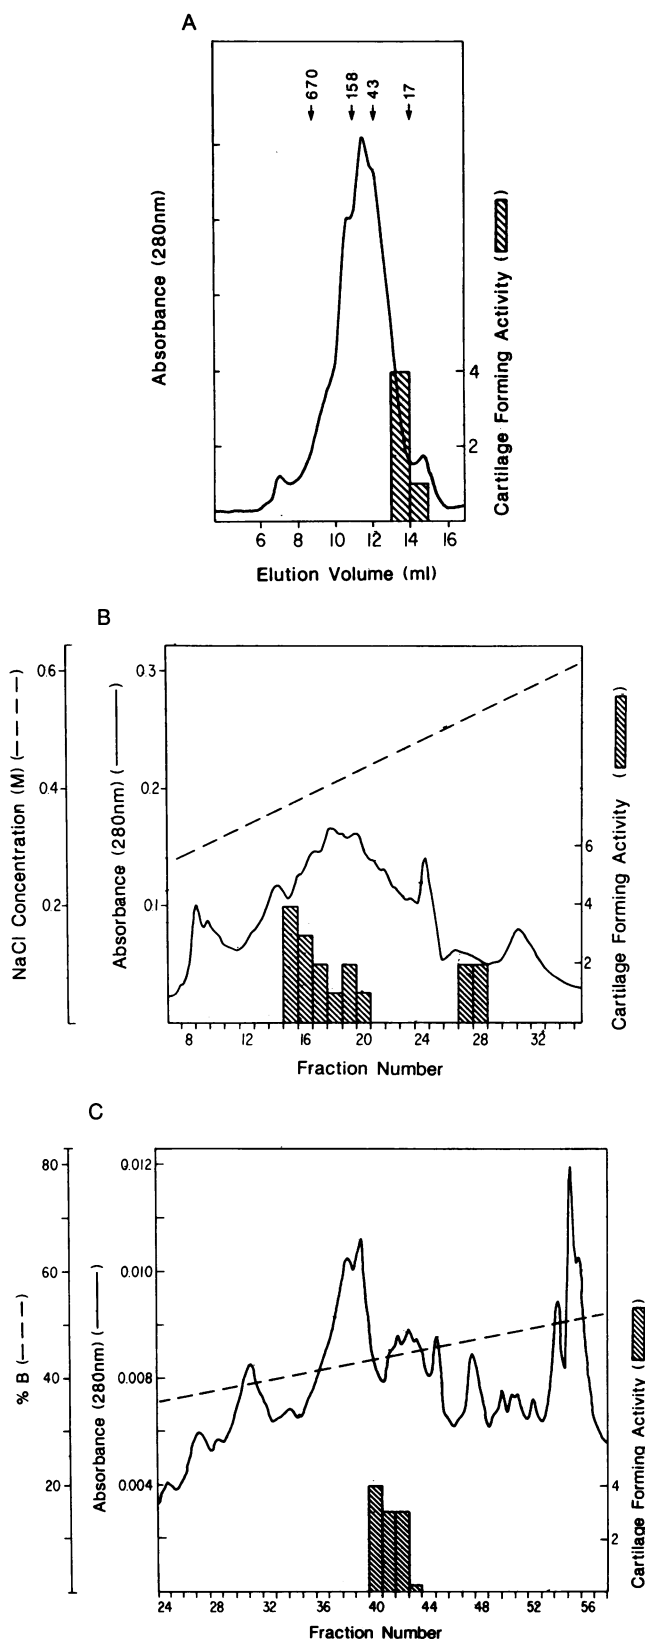 A
670
158
43
17
Absorbance (280nm)
Cartilage Forming Activity ( )
4
2
6 8 10 12 14 16
Elution Volume (ml)
B
NaCl Concentration (M) (— — — —)
0.6
0.4
0.2
Absorbance (280nm) (———)
0.3
0.2
0.1
Cartilage Forming Activity ( )
6
4
2
8 12 16 20 24 28 32
Fraction Number
C
% B (— — —)
80
60
40
20
Absorbance (280nm) (———)
0.012
0.010
0.008
0.004
Cartilage Forming Activity ( )
4
2
24 28 32 36 40 44 48 52 56
Fraction Number